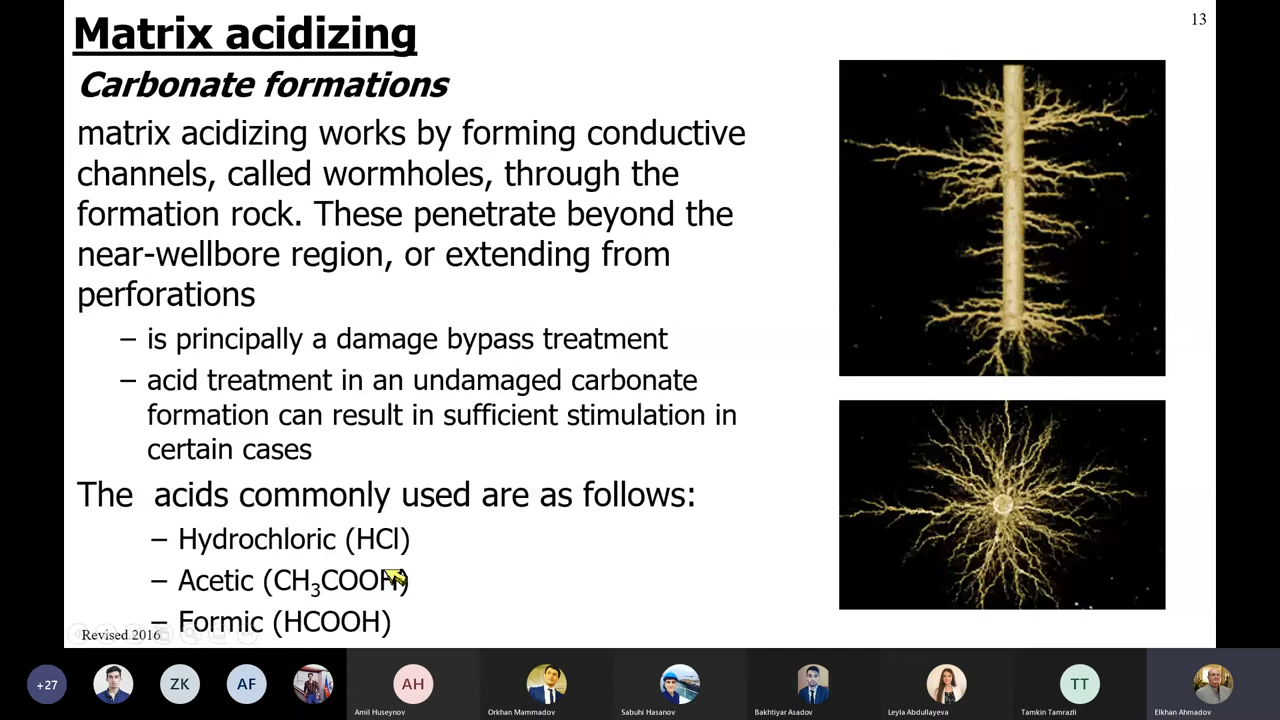 13
Matrix acidizing
Carbonate formations
matrix acidizing works by forming conductive
channels, called wormholes, through the
formation rock. These penetrate beyond the
near-wellbore region, or extending from
perforations
– is principally a damage bypass treatment
– acid treatment in an undamaged carbonate
formation can result in sufficient stimulation in
certain cases
The acids commonly used are as follows:
– Hydrochloric (HCl)
– Acetic (CH₃COOH)
– Formic (HCOOH)
Revised 2016
+27
ZK
AF
AH
TT
Amil Huseynov
Orkhan Mammadov
Sabuhi Hasanov
Bakhtiyar Asadov
Leyla Abdullayeva
Tamkin Tamrazli
Elkhan Ahmadov